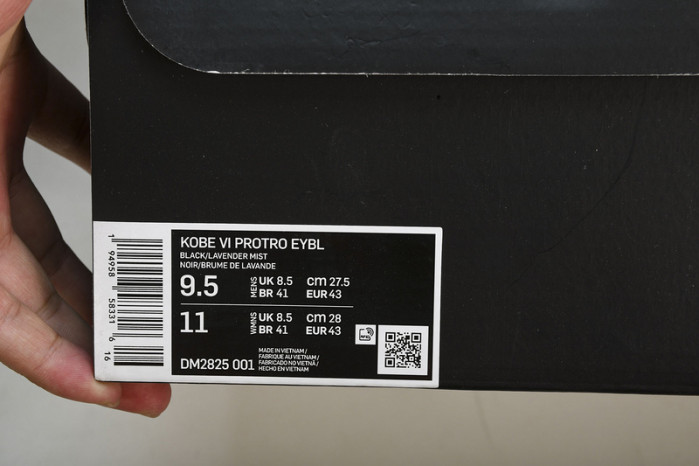 KOBE VI PROTRO EYBL
BLACK/LAVENDER MIST
NOIR/BRUME DE LAVANDE
9.5 MENS UK 8.5 CM 27.5
BR 41 EUR 43
11 WMNS UK 8.5 CM 28
BR 41 EUR 43
DM2825 001
MADE IN VIETNAM/
FABRIQUE AU VIETNAM/
FABRICADO NO VIETNÃ/
HECHO EN VIETNAM
1 94958 58331 6
16